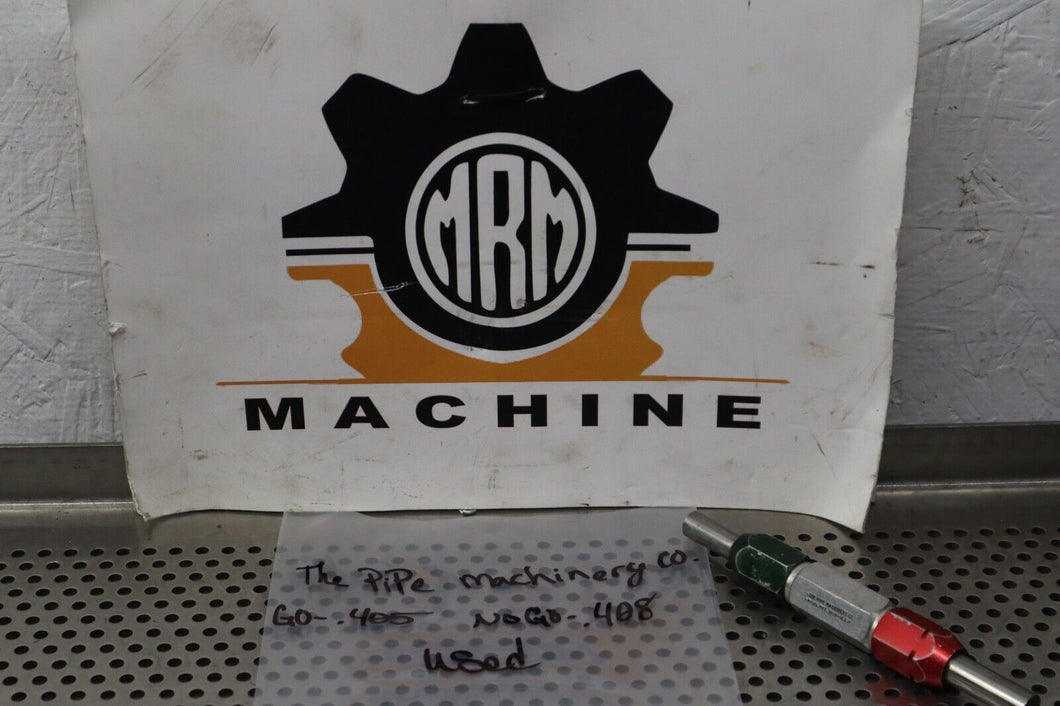 MRM
MACHINE
The PiPe machinery co.
GO-.405 NOGO-.408
used